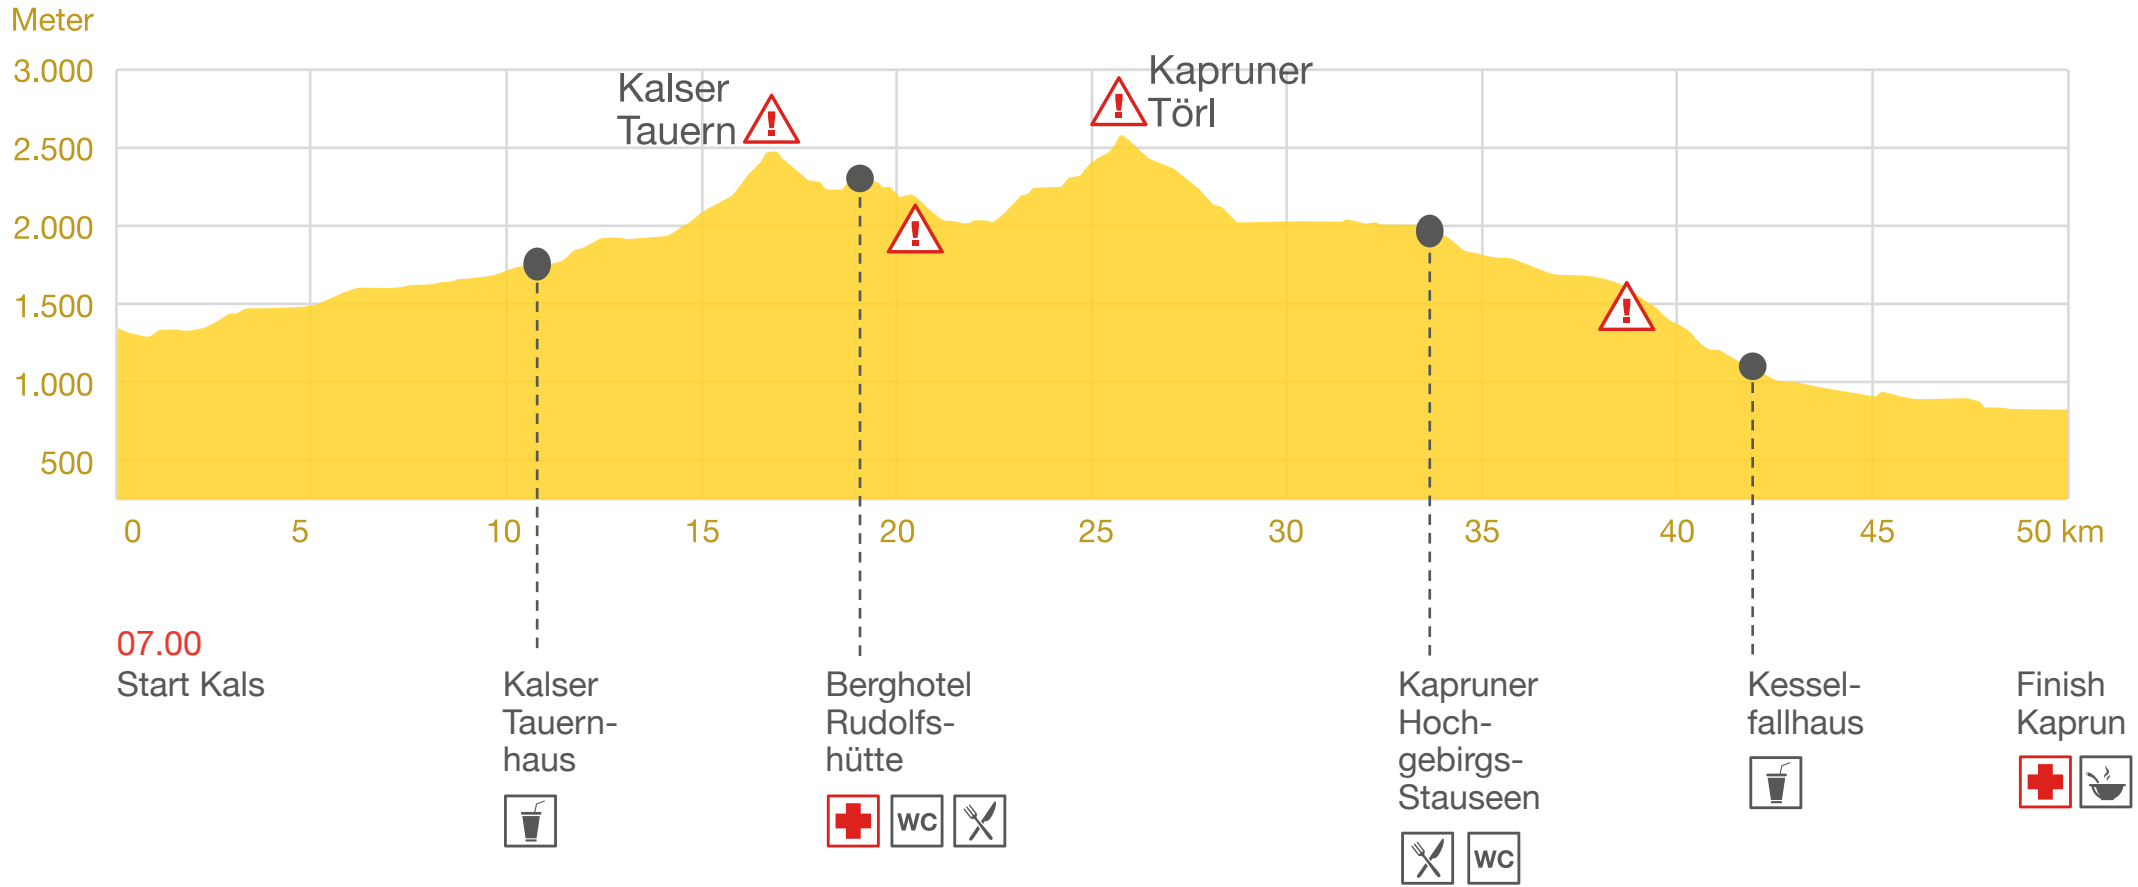 Meter
3.000
2.500
2.000
1.500
1.000
500
Kalser
Tauern
!
!
Kapruner
Törl
!
!
0 5 10 15 20 25 30 35 40 45 50 km
07.00
Start Kals
Kalser
Tauern-
haus
Berghotel
Rudolfs-
hütte
WC
Kapruner
Hoch-
gebirgs-
Stauseen
WC
Kessel-
fallhaus
Finish
Kaprun